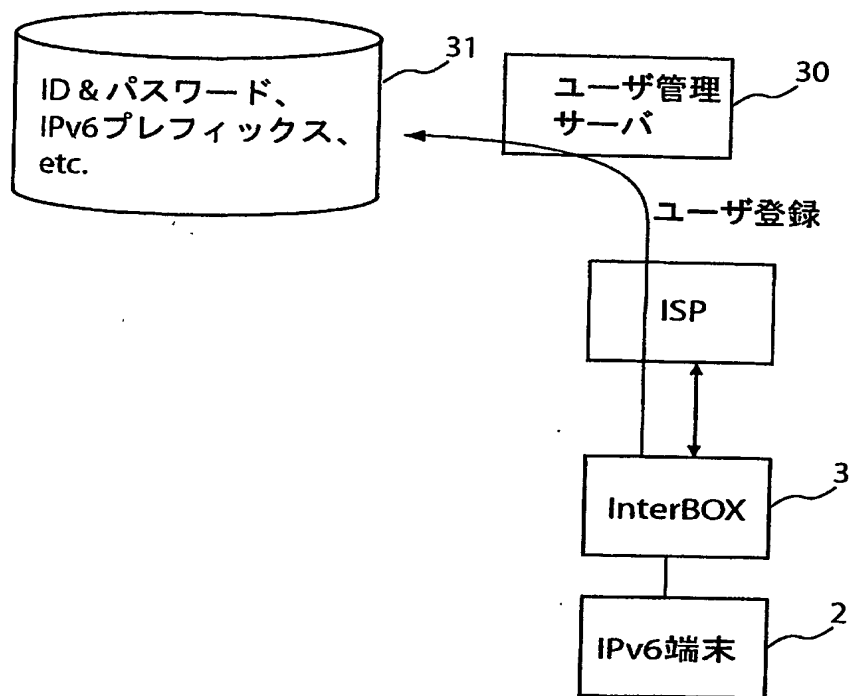 ID & パスワード、
IPv6プレフィックス、
etc.
31
ユーザ管理
サーバ
30
ユーザ登録
ISP
InterBOX
3
IPv6端末
2